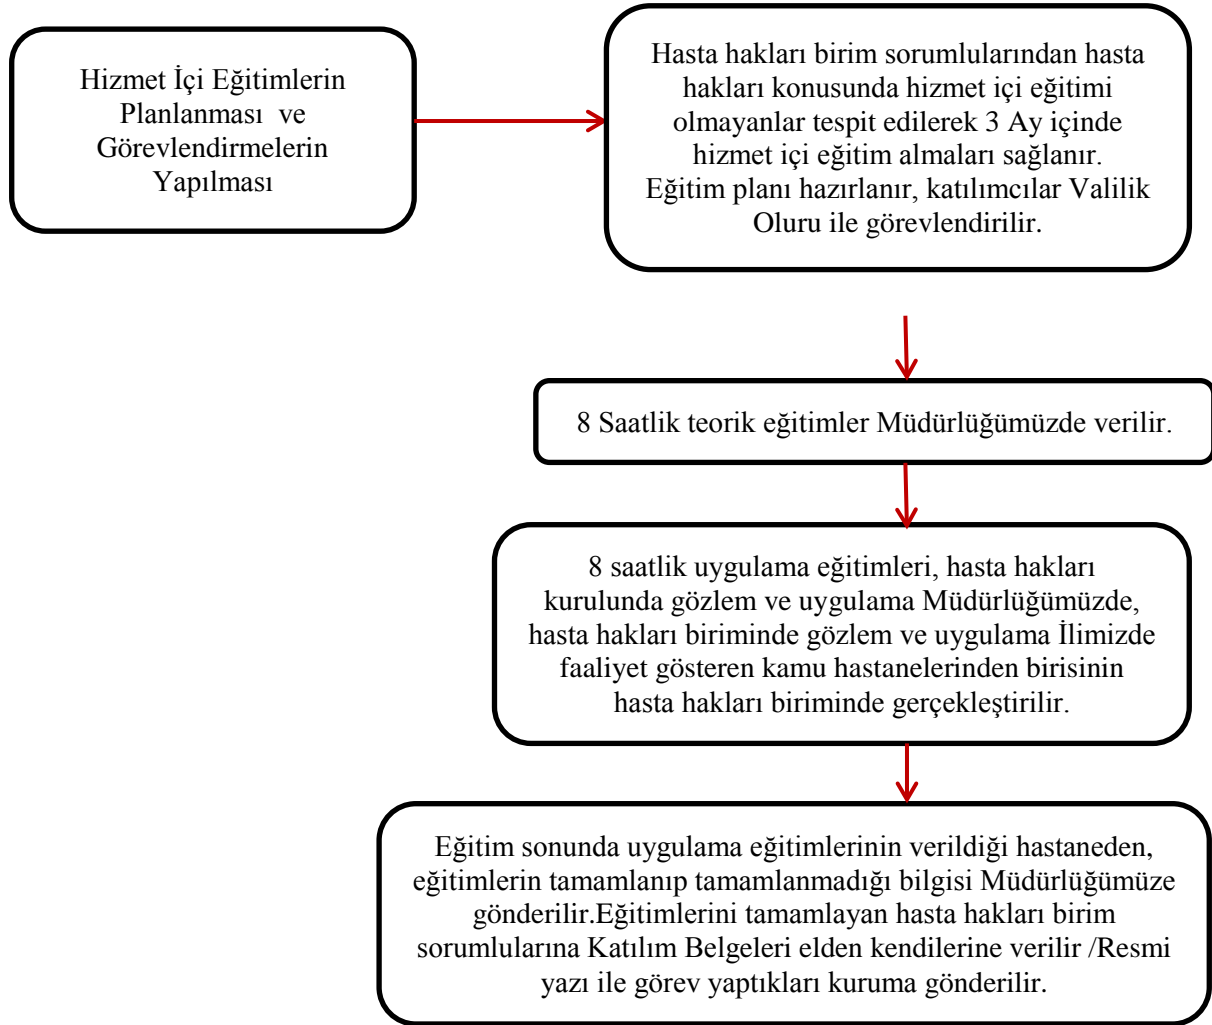 Hizmet İçi Eğitimlerin
Planlanması ve
Görevlendirmelerin
Yapılması
Hasta hakları birim sorumlularından hasta
hakları konusunda hizmet içi eğitimi
olmayanlar tespit edilerek 3 Ay içinde
hizmet içi eğitim almaları sağlanır.
Eğitim planı hazırlanır, katılımcılar Valilik
Oluru ile görevlendirilir.
8 Saatlik teorik eğitimler Müdürlüğümüzde verilir.
8 saatlik uygulama eğitimleri, hasta hakları
kurulunda gözlem ve uygulama Müdürlüğümüzde,
hasta hakları biriminde gözlem ve uygulama İlimizde
faaliyet gösteren kamu hastanelerinden birisinin
hasta hakları biriminde gerçekleştirilir.
Eğitim sonunda uygulama eğitimlerinin verildiği hastaneden,
eğitimlerin tamamlanıp tamamlanmadığı bilgisi Müdürlüğümüze
gönderilir.Eğitimlerini tamamlayan hasta hakları birim
sorumlularına Katılım Belgeleri elden kendilerine verilir /Resmi
yazı ile görev yaptıkları kuruma gönderilir.